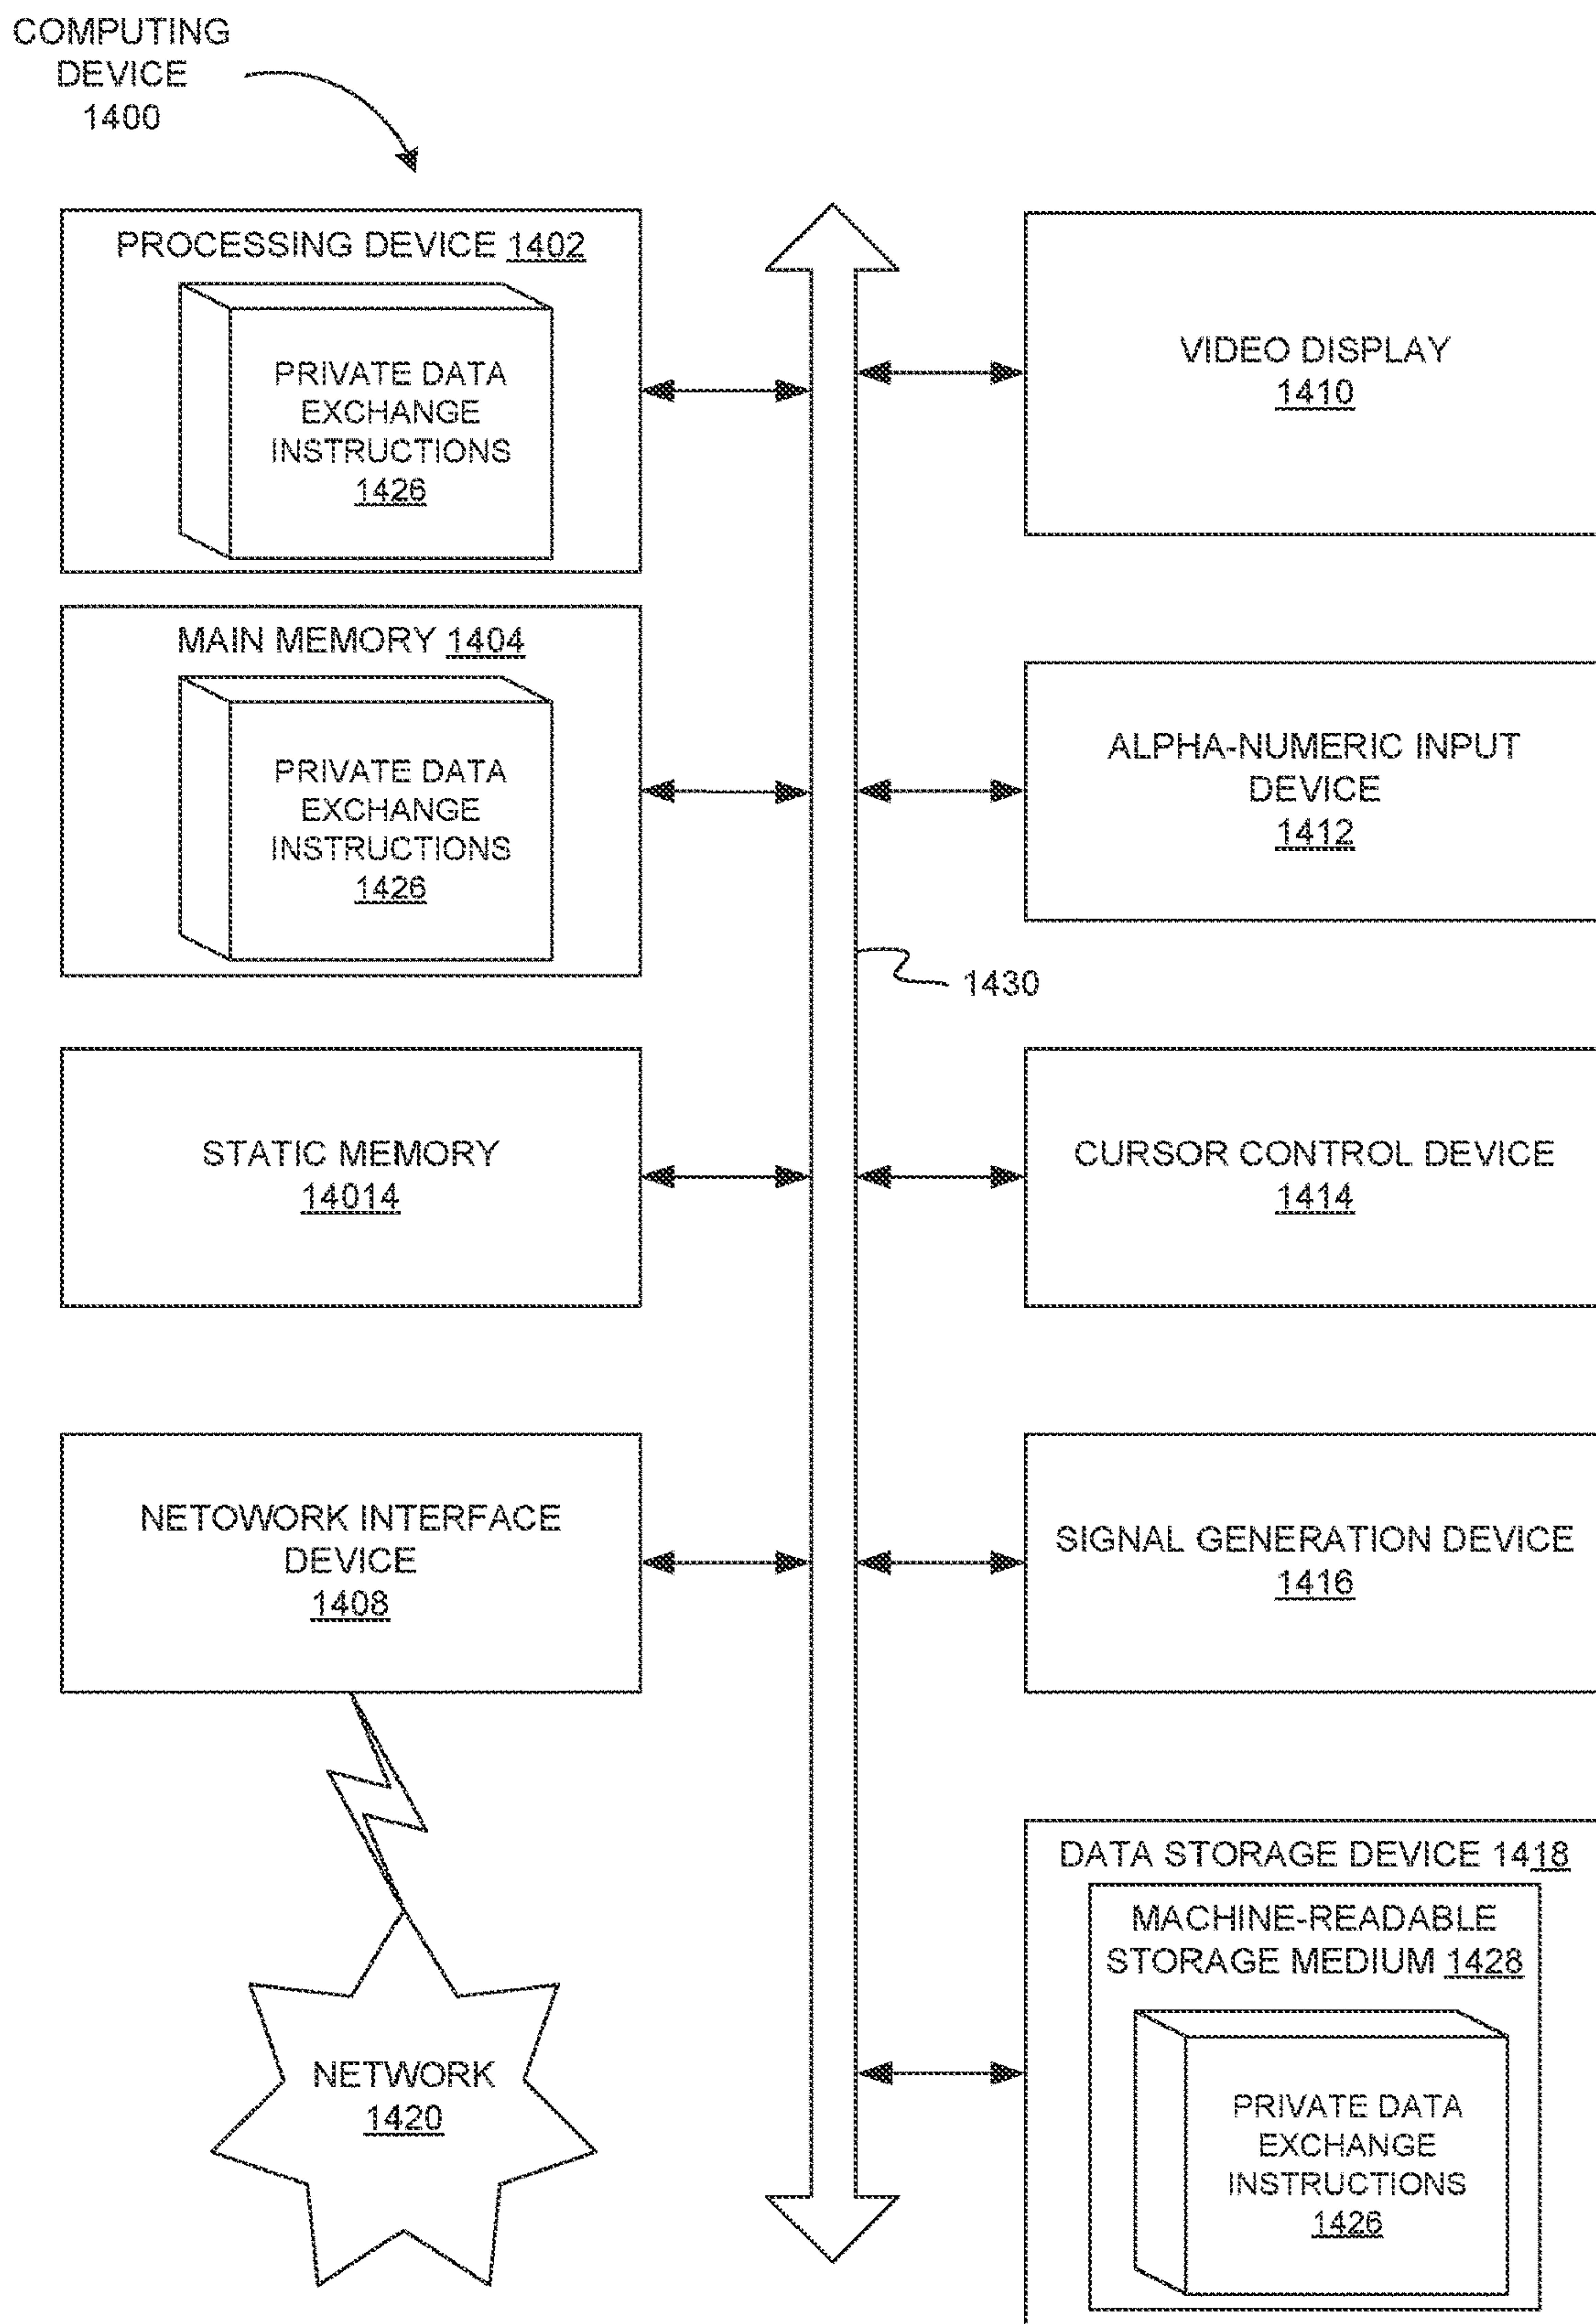 COMPUTING
DEVICE
1400
PROCESSING DEVICE 1402
PRIVATE DATA
EXCHANGE
INSTRUCTIONS
1426
MAIN MEMORY 1404
PRIVATE DATA
EXCHANGE
INSTRUCTIONS
1426
STATIC MEMORY
14014
NETOWORK INTERFACE
DEVICE
1408
NETWORK
1420
1430
VIDEO DISPLAY
1410
ALPHA-NUMERIC INPUT
DEVICE
1412
CURSOR CONTROL DEVICE
1414
SIGNAL GENERATION DEVICE
1416
DATA STORAGE DEVICE 1418
MACHINE-READABLE
STORAGE MEDIUM 1428
PRIVATE DATA
EXCHANGE
INSTRUCTIONS
1426